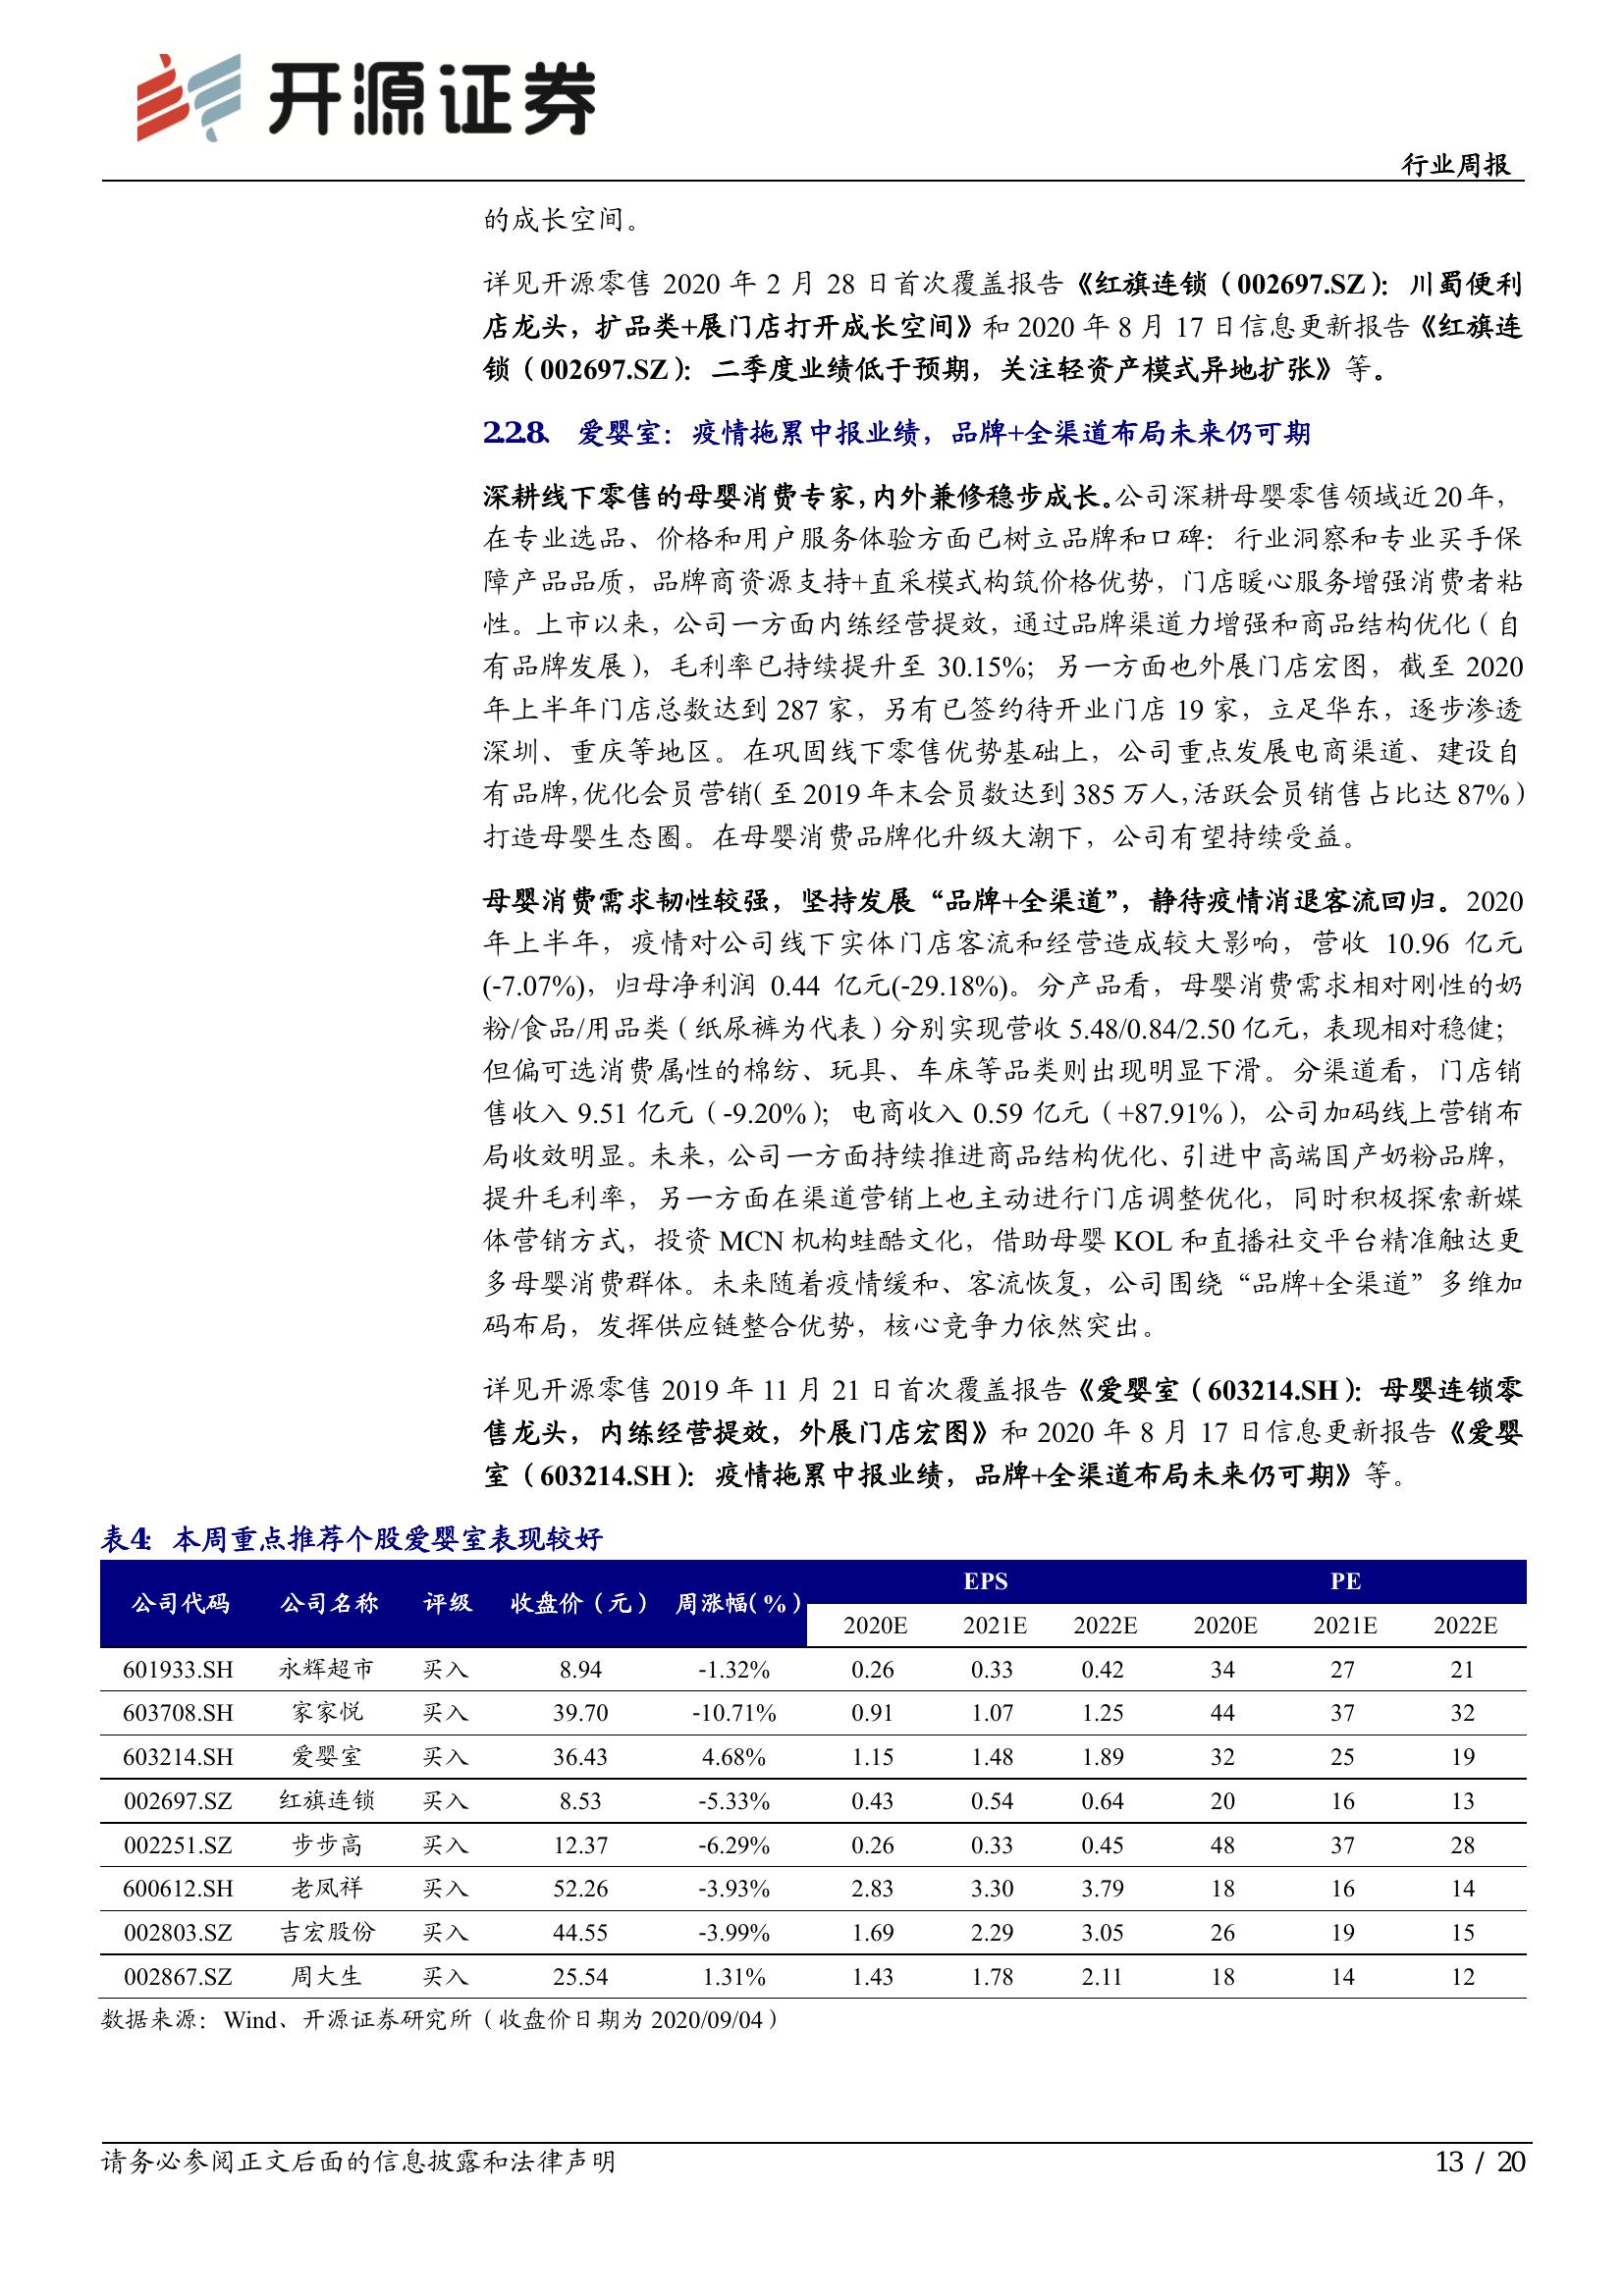 开源证券
行业周报
的成长空间。
详见开源零售 2020 年 2 月 28 日首次覆盖报告《红旗连锁（002697.SZ）：川蜀便利
店龙头，扩品类+展门店打开成长空间》和 2020 年 8 月 17 日信息更新报告《红旗连
锁（002697.SZ）：二季度业绩低于预期，关注轻资产模式异地扩张》等。
2.2.8、 爱婴室：疫情拖累中报业绩，品牌+全渠道布局未来仍可期
深耕线下零售的母婴消费专家，内外兼修稳步成长。公司深耕母婴零售领域近 20 年，
在专业选品、价格和用户服务体验方面已树立品牌和口碑：行业洞察和专业买手保
障产品品质，品牌商资源支持+直采模式构筑价格优势，门店暖心服务增强消费者粘
性。上市以来，公司一方面内练经营提效，通过品牌渠道力增强和商品结构优化（自
有品牌发展），毛利率已持续提升至 30.15%；另一方面也外展门店宏图，截至 2020
年上半年门店总数达到 287 家，另有已签约待开业门店 19 家，立足华东，逐步渗透
深圳、重庆等地区。在巩固线下零售优势基础上，公司重点发展电商渠道、建设自
有品牌，优化会员营销（至 2019 年末会员数达到 385 万人，活跃会员销售占比达 87%）
打造母婴生态圈。在母婴消费品牌化升级大潮下，公司有望持续受益。
母婴消费需求韧性较强，坚持发展“品牌+全渠道”，静待疫情消退客流回归。2020
年上半年，疫情对公司线下实体门店客流和经营造成较大影响，营收 10.96 亿元
(-7.07%)，归母净利润 0.44 亿元(-29.18%)。分产品看，母婴消费需求相对刚性的奶
粉/食品/用品类（纸尿裤为代表）分别实现营收 5.48/0.84/2.50 亿元，表现相对稳健；
但偏可选消费属性的棉纺、玩具、车床等品类则出现明显下滑。分渠道看，门店销
售收入 9.51 亿元（-9.20%）；电商收入 0.59 亿元（+87.91%），公司加码线上营销布
局收效明显。未来，公司一方面持续推进商品结构优化、引进中高端国产奶粉品牌，
提升毛利率，另一方面在渠道营销上也主动进行门店调整优化，同时积极探索新媒
体营销方式，投资 MCN 机构蛙酷文化，借助母婴 KOL 和直播社交平台精准触达更
多母婴消费群体。未来随着疫情缓和、客流恢复，公司围绕“品牌+全渠道”多维加
码布局，发挥供应链整合优势，核心竞争力依然突出。
详见开源零售 2019 年 11 月 21 日首次覆盖报告《爱婴室（603214.SH）：母婴连锁零
售龙头，内练经营提效，外展门店宏图》和 2020 年 8 月 17 日信息更新报告《爱婴
室（603214.SH）：疫情拖累中报业绩，品牌+全渠道布局未来仍可期》等。
表4：本周重点推荐个股爱婴室表现较好
公司代码 公司名称 评级 收盘价（元） 周涨幅（%） EPS PE
2020E 2021E 2022E 2020E 2021E 2022E
601933.SH 永辉超市 买入 8.94 -1.32% 0.26 0.33 0.42 34 27 21
603708.SH 家家悦 买入 39.70 -10.71% 0.91 1.07 1.25 44 37 32
603214.SH 爱婴室 买入 36.43 4.68% 1.15 1.48 1.89 32 25 19
002697.SZ 红旗连锁 买入 8.53 -5.33% 0.43 0.54 0.64 20 16 13
002251.SZ 步步高 买入 12.37 -6.29% 0.26 0.33 0.45 48 37 28
600612.SH 老凤祥 买入 52.26 -3.93% 2.83 3.30 3.79 18 16 14
002803.SZ 吉宏股份 买入 44.55 -3.99% 1.69 2.29 3.05 26 19 15
002867.SZ 周大生 买入 25.54 1.31% 1.43 1.78 2.11 18 14 12
数据来源：Wind、开源证券研究所（收盘价日期为 2020/09/04）
请务必参阅正文后面的信息披露和法律声明
13 / 20